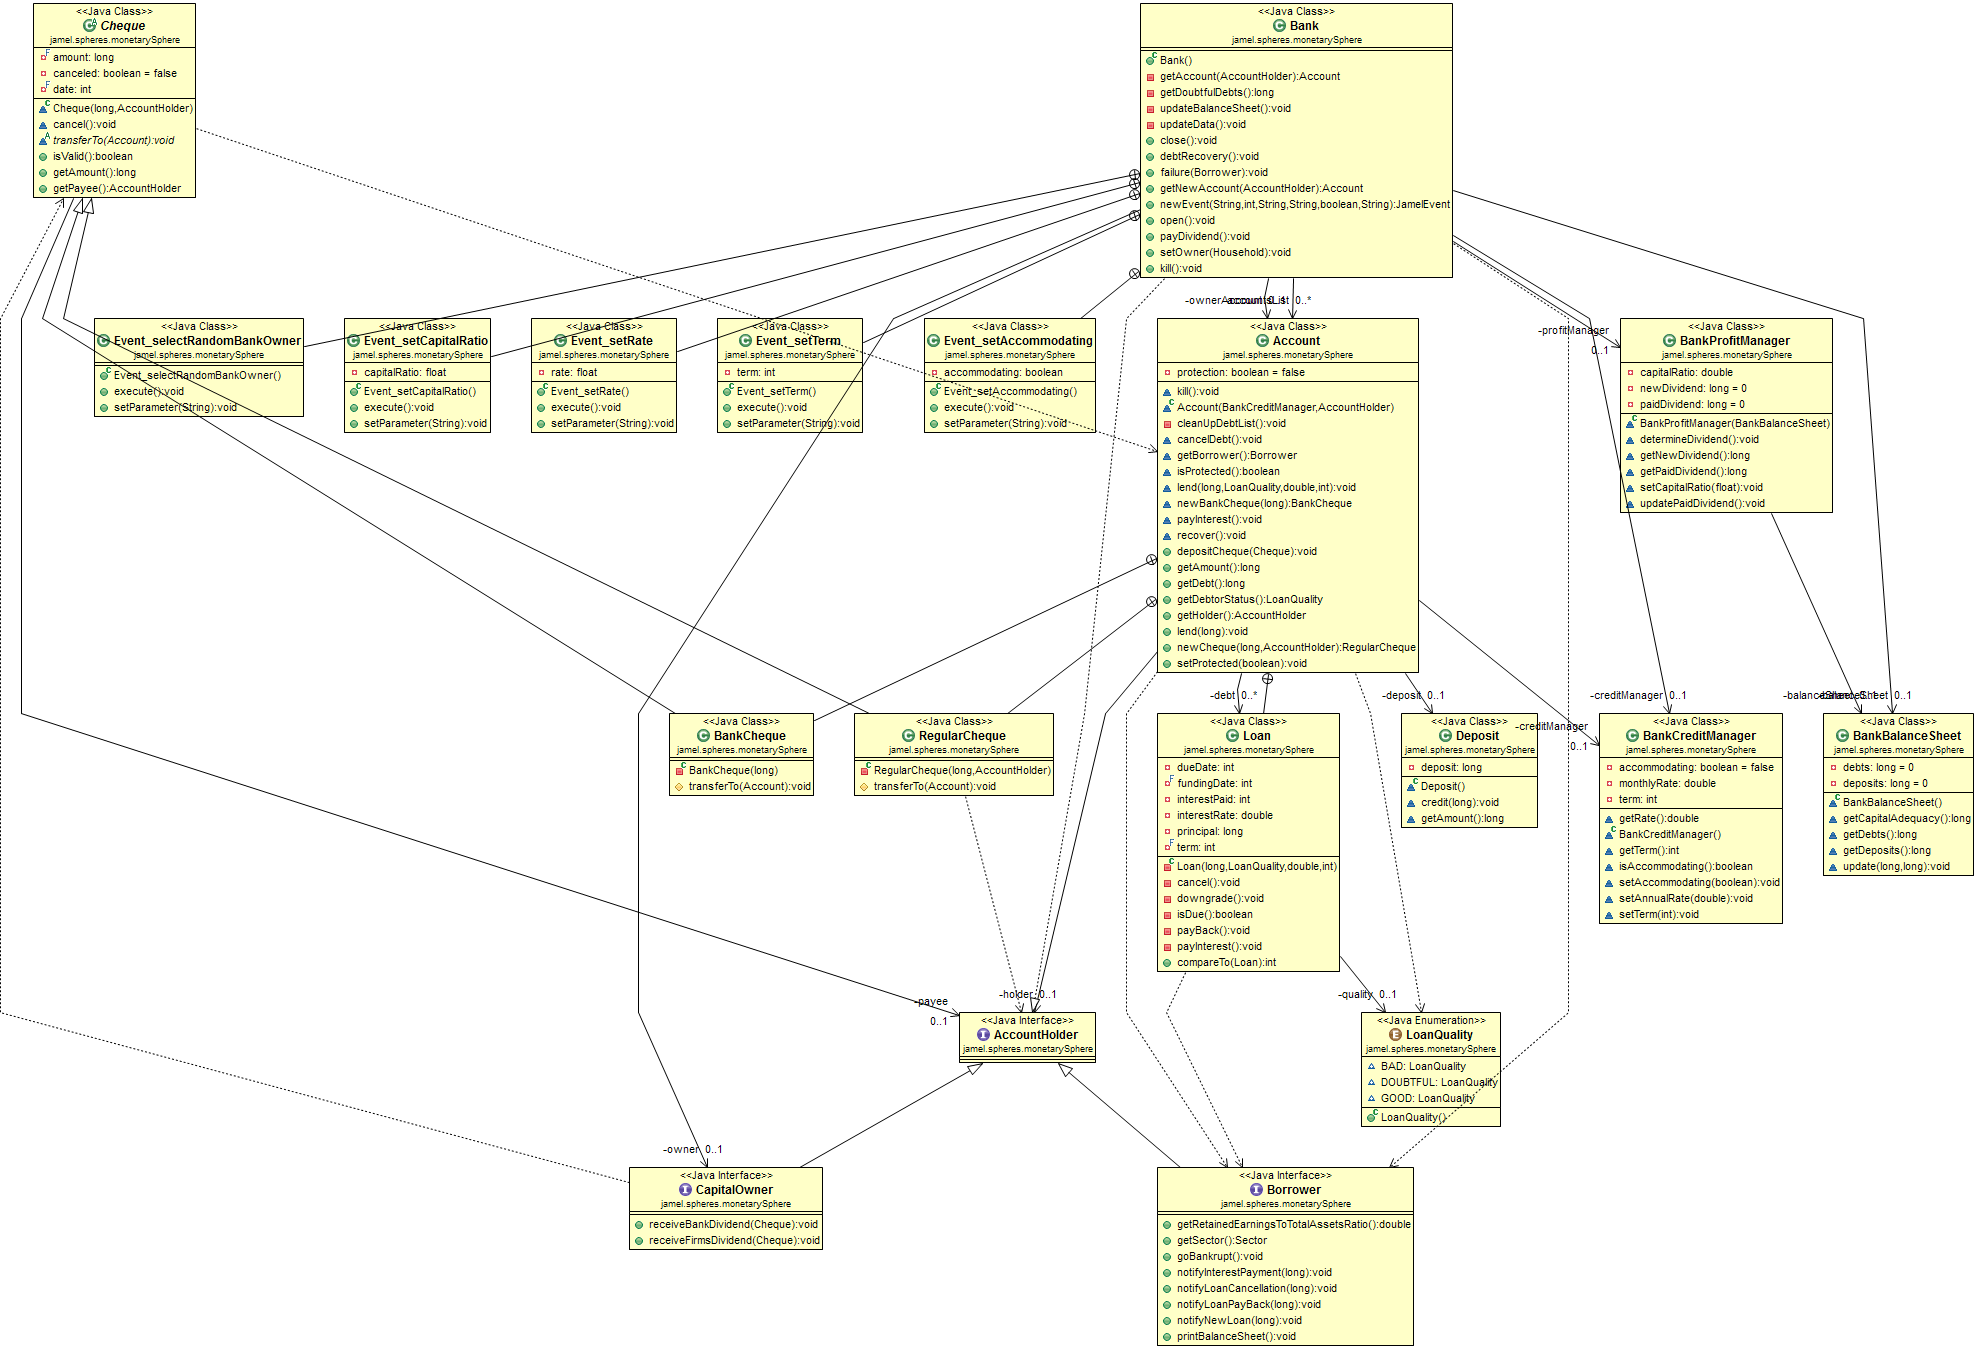 <<Java Class>>
Cheque
jamel.spheres.monetarySphere
amount: long
canceled: boolean = false
date: int
Cheque(long,AccountHolder)
cancel():void
transferTo(Account):void
isValid():boolean
getAmount():long
getPayee():AccountHolder
<<Java Class>>
Bank
jamel.spheres.monetarySphere
Bank()
getAccount(AccountHolder):Account
getDoubtfulDebts():long
updateBalanceSheet():void
updateData():void
close():void
debtRecovery():void
failure(Borrower):void
getNewAccount(AccountHolder):Account
newEvent(String,int,String,String,boolean,String):JamelEvent
open():void
payDividend():void
setOwner(Household):void
kill():void
<<Java Class>>
Event_selectRandomBankOwner
jamel.spheres.monetarySphere
Event_selectRandomBankOwner()
execute():void
setParameter(String):void
<<Java Class>>
Event_setCapitalRatio
jamel.spheres.monetarySphere
capitalRatio: float
Event_setCapitalRatio()
execute():void
setParameter(String):void
<<Java Class>>
Event_setRate
jamel.spheres.monetarySphere
rate: float
Event_setRate()
execute():void
setParameter(String):void
<<Java Class>>
Event_setTerm
jamel.spheres.monetarySphere
term: int
Event_setTerm()
execute():void
setParameter(String):void
<<Java Class>>
Event_setAccommodating
jamel.spheres.monetarySphere
accommodating: boolean
Event_setAccommodating()
execute():void
setParameter(String):void
-ownerAccount 0..1
-accountsList 0..*
<<Java Class>>
Account
jamel.spheres.monetarySphere
protection: boolean = false
kill():void
Account(BankCreditManager,AccountHolder)
cleanUpDebtList():void
cancelDebt():void
getBorrower():Borrower
isProtected():boolean
lend(long,LoanQuality,double,int):void
newBankCheque(long):BankCheque
payInterest():void
recover():void
depositCheque(Cheque):void
getAmount():long
getDebt():long
getDebtorStatus():LoanQuality
getHolder():AccountHolder
lend(long):void
newCheque(long,AccountHolder):RegularCheque
setProtected(boolean):void
-profitManager
0..1
<<Java Class>>
BankProfitManager
jamel.spheres.monetarySphere
capitalRatio: double
newDividend: long = 0
paidDividend: long = 0
BankProfitManager(BankBalanceSheet)
determineDividend():void
getNewDividend():long
getPaidDividend():long
setCapitalRatio(float):void
updatePaidDividend():void
<<Java Class>>
BankCheque
jamel.spheres.monetarySphere
BankCheque(long)
transferTo(Account):void
<<Java Class>>
RegularCheque
jamel.spheres.monetarySphere
RegularCheque(long,AccountHolder)
transferTo(Account):void
-debt 0..*
<<Java Class>>
Loan
jamel.spheres.monetarySphere
dueDate: int
fundingDate: int
interestPaid: int
interestRate: double
principal: long
term: int
Loan(long,LoanQuality,double,int)
cancel():void
downgrade():void
isDue():boolean
payBack():void
payInterest():void
compareTo(Loan):int
-deposit 0..1
<<Java Class>>
Deposit
jamel.spheres.monetarySphere
deposit: long
Deposit()
credit(long):void
getAmount():long
-creditManager
0..1
-creditManager 0..1
<<Java Class>>
BankCreditManager
jamel.spheres.monetarySphere
accommodating: boolean = false
monthlyRate: double
term: int
getRate():double
BankCreditManager()
getTerm():int
isAccommodating():boolean
setAccommodating(boolean):void
setAnnualRate(double):void
setTerm(int):void
-balanceSheet 0..1
<<Java Class>>
BankBalanceSheet
jamel.spheres.monetarySphere
debts: long = 0
deposits: long = 0
BankBalanceSheet()
getCapitalAdequacy():long
getDebts():long
getDeposits():long
update(long,long):void
-payee
0..1
-holder 0..1
<<Java Interface>>
AccountHolder
jamel.spheres.monetarySphere
-quality 0..1
<<Java Enumeration>>
LoanQuality
jamel.spheres.monetarySphere
BAD: LoanQuality
DOUBTFUL: LoanQuality
GOOD: LoanQuality
LoanQuality()
-owner 0..1
<<Java Interface>>
CapitalOwner
jamel.spheres.monetarySphere
receiveBankDividend(Cheque):void
receiveFirmsDividend(Cheque):void
<<Java Interface>>
Borrower
jamel.spheres.monetarySphere
getRetainedEarningsToTotalAssetsRatio():double
getSector():Sector
goBankrupt():void
notifyInterestPayment(long):void
notifyLoanCancellation(long):void
notifyLoanPayBack(long):void
notifyNewLoan(long):void
printBalanceSheet():void